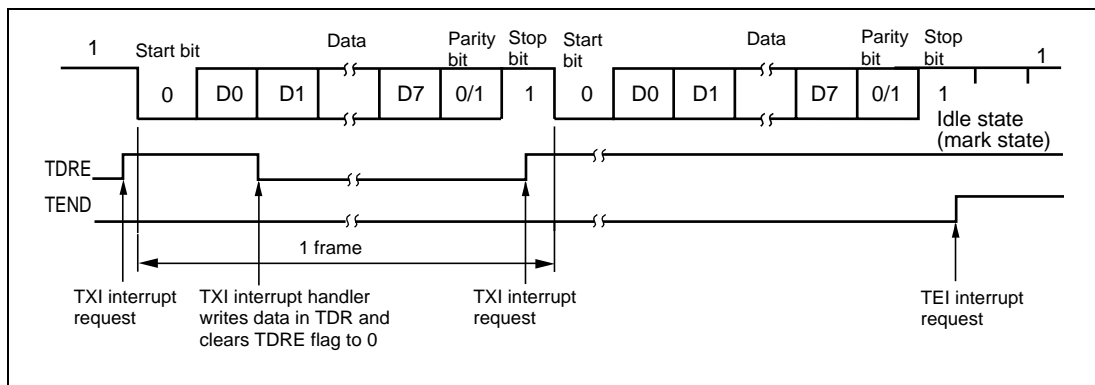 1 Start bit Data Parity bit Stop bit Start bit Data Parity bit Stop bit 1
0 D0 D1 D7 0/1 1 0 D0 D1 D7 0/1 1
Idle state
(mark state)
TDRE
TEND
1 frame
TXI interrupt
request
TXI interrupt handler
writes data in TDR and
clears TDRE flag to 0
TXI interrupt
request
TEI interrupt
request